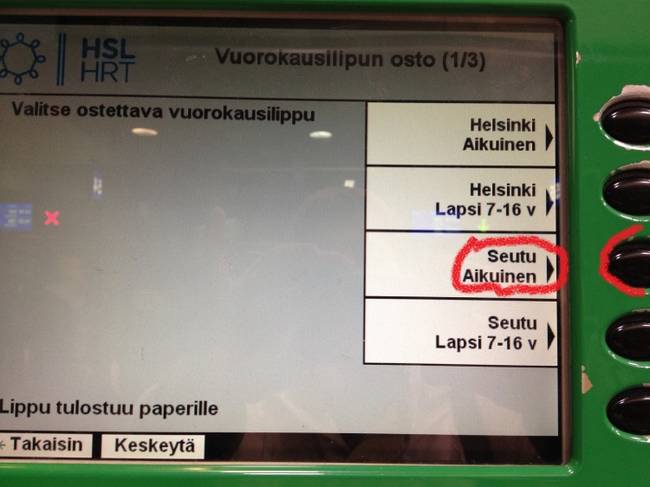 HSL
HRT
Vuorokausilipun osto (1/3)
Valitse ostettava vuorokausilippu
Helsinki
Aikuinen
Helsinki
Lapsi 7-16 v
Seutu
Aikuinen
Seutu
Lapsi 7-16 v
Lippu tulostuu paperille
Takaisin
Keskeytä